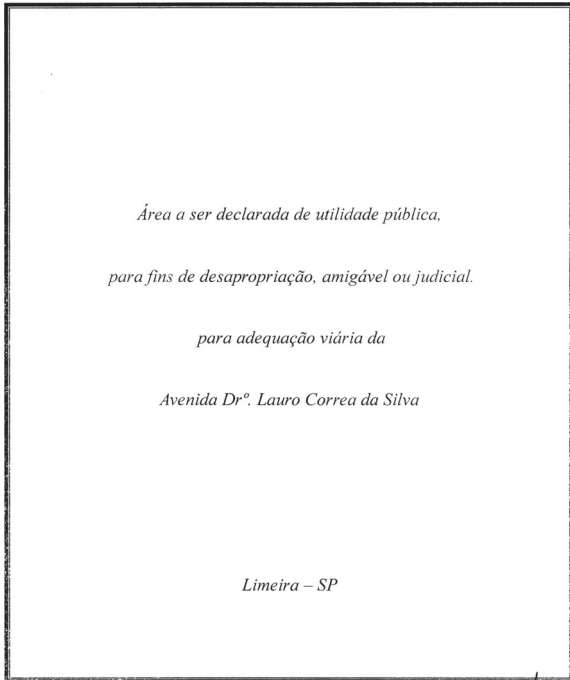 Área a ser declarada de utilidade pública,
para fins de desapropriação, amigável ou judicial.
para adequação viária da
Avenida Drº. Lauro Correa da Silva
Limeira – SP